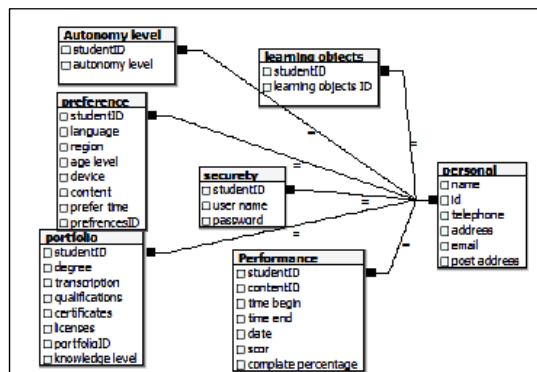 Autonomy level
studentID
autonomy level
learning objects
studentID
learning objects ID
preference
studentID
language
region
age level
device
content
prefer time
prefrencesID
securety
studentID
user name
password
personal
name
id
telephone
address
email
post address
portfolio
studentID
degree
transcription
qualifications
certificates
licenses
portfolioID
knowledge level
Performance
studentID
contentID
time begin
time end
date
scor
complate percentage